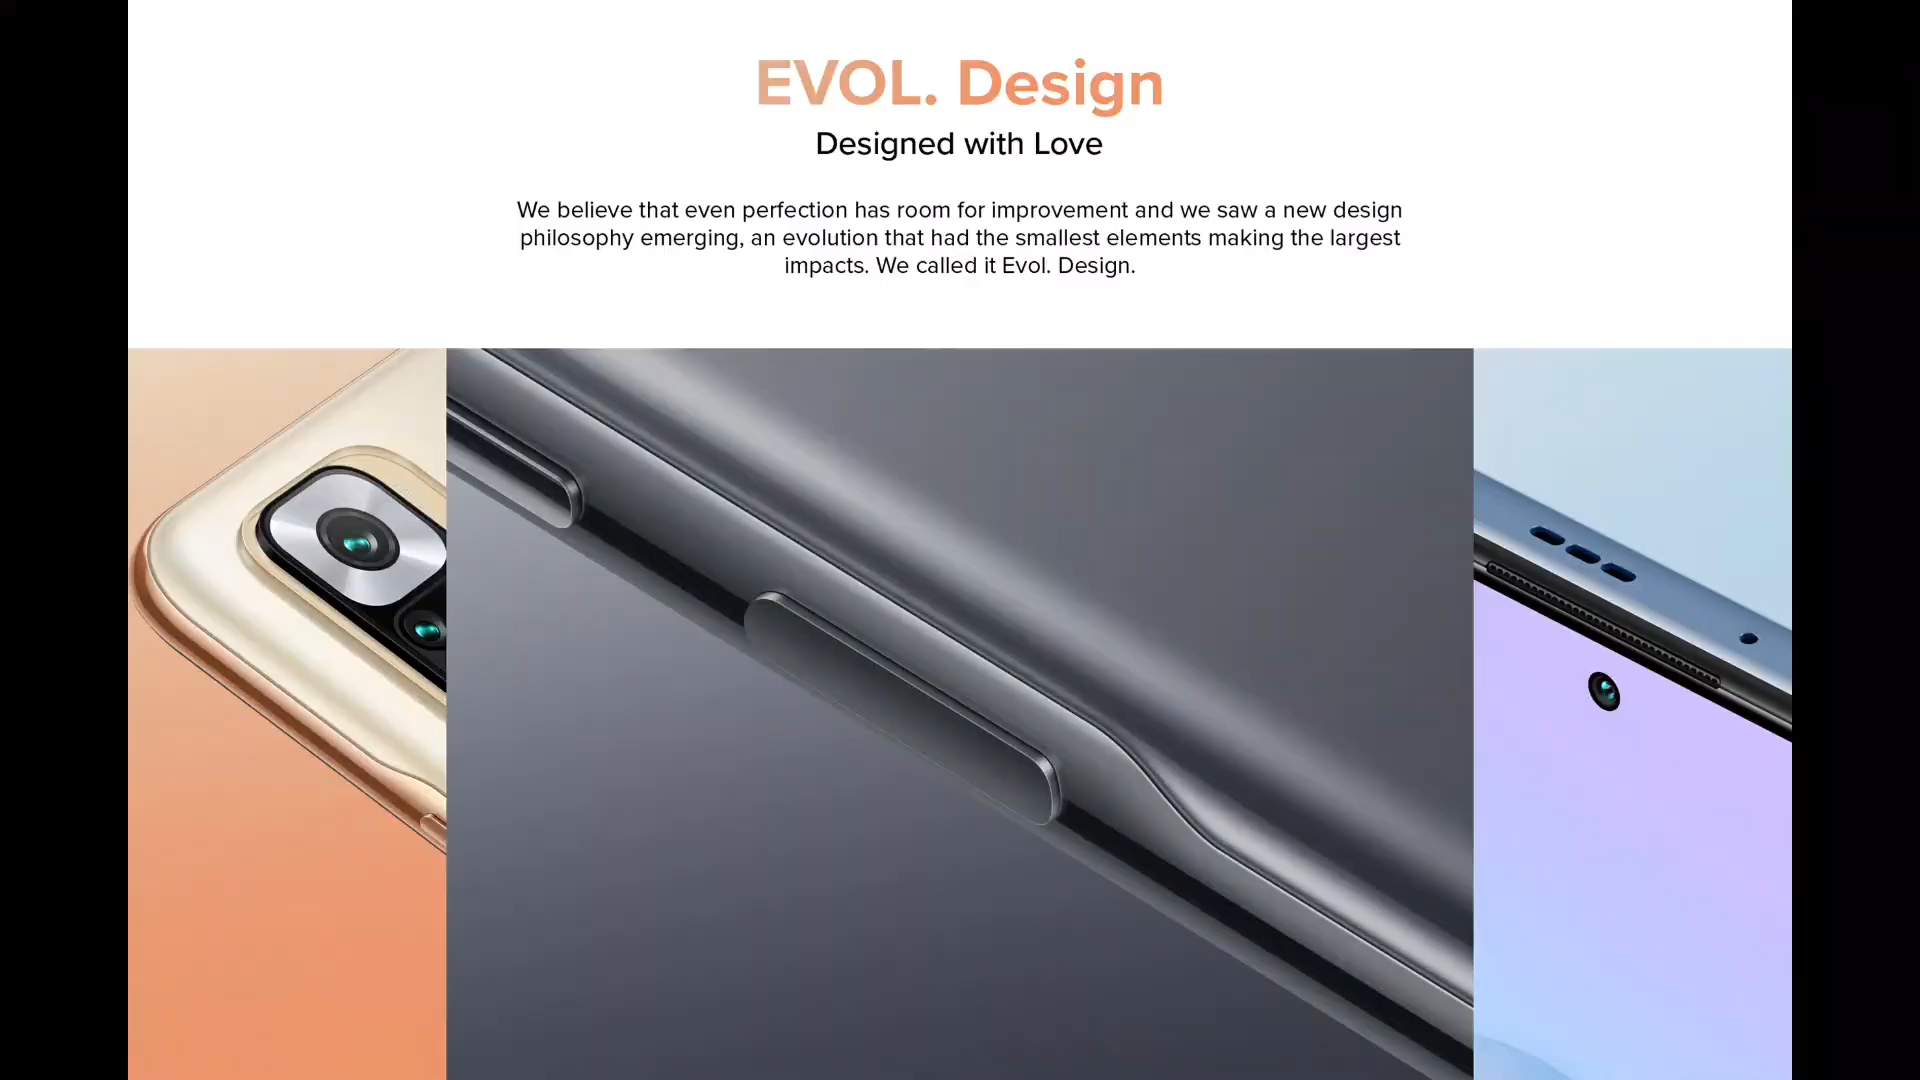 EVOL. Design
Designed with Love
We believe that even perfection has room for improvement and we saw a new design
philosophy emerging, an evolution that had the smallest elements making the largest
impacts. We called it Evol. Design.